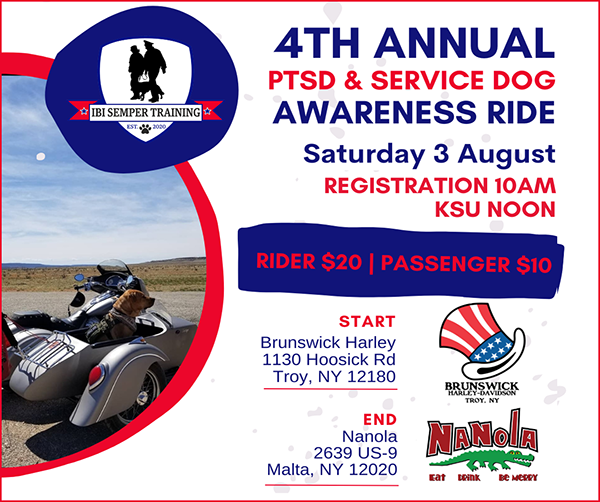 4TH ANNUAL
PTSD & SERVICE DOG
AWARENESS RIDE
Saturday 3 August
REGISTRATION 10AM
KSU NOON
IBI SEMPER TRAINING
EST. 2020
RIDER $20 | PASSENGER $10
START
Brunswick Harley
1130 Hoosick Rd
Troy, NY 12180
BRUNSWICK
HARLEY-DAVIDSON
TROY, NY
END
Nanola
2639 US-9
Malta, NY 12020
NANOLA
EAT DRINK BE MERRY